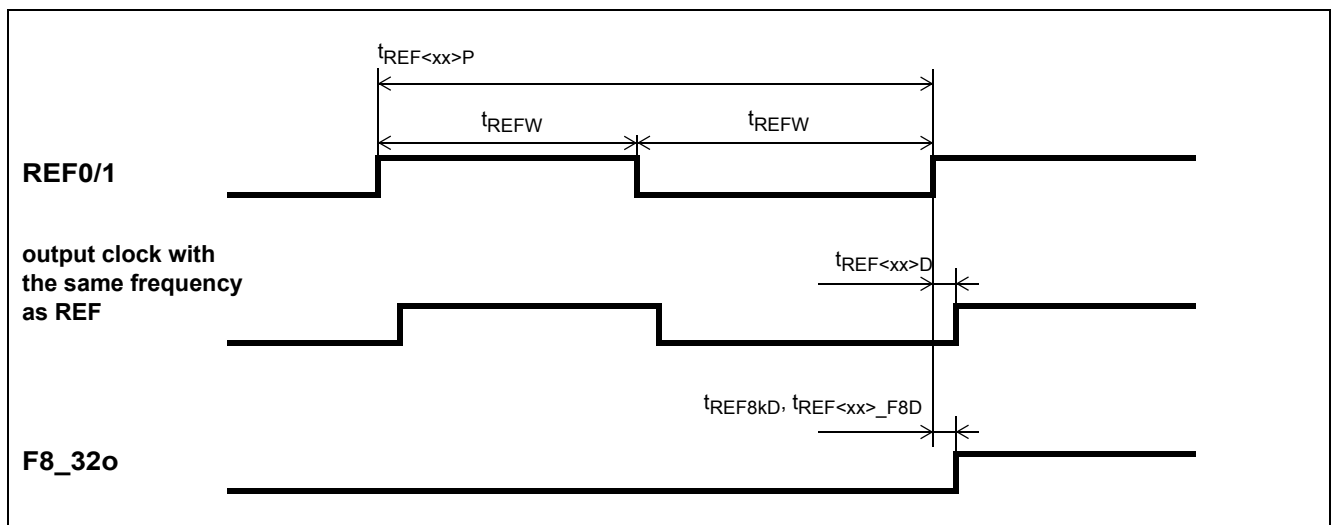 tREF<xx>P
tREFW
tREFW
REF0/1
output clock with
the same frequency
as REF
tREF<xx>D
tREF8kD, tREF<xx>_F8D
F8_32o